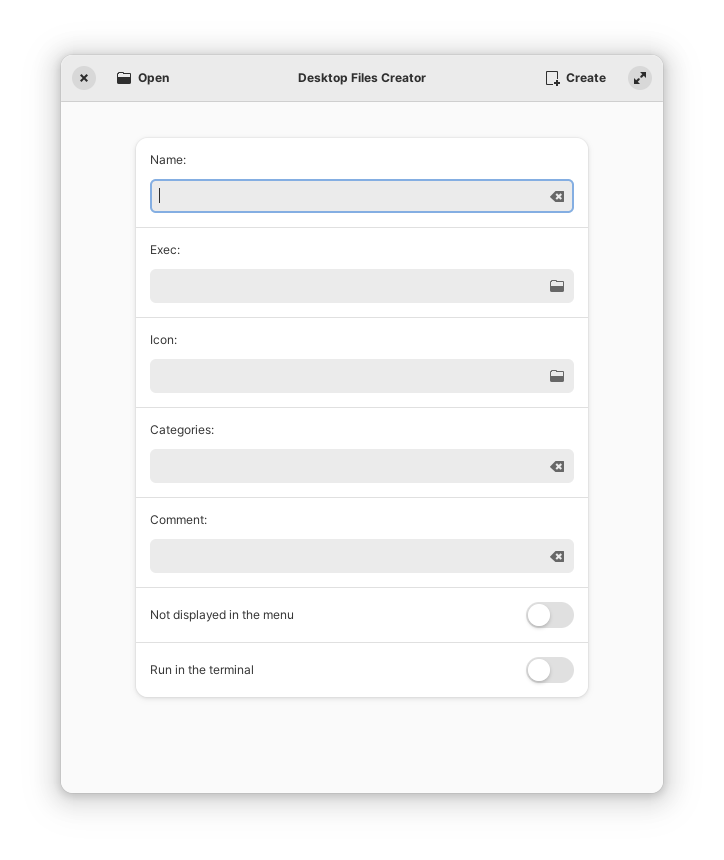 Open
Desktop Files Creator
Create
Name:
Exec:
Icon:
Categories:
Comment:
Not displayed in the menu
Run in the terminal